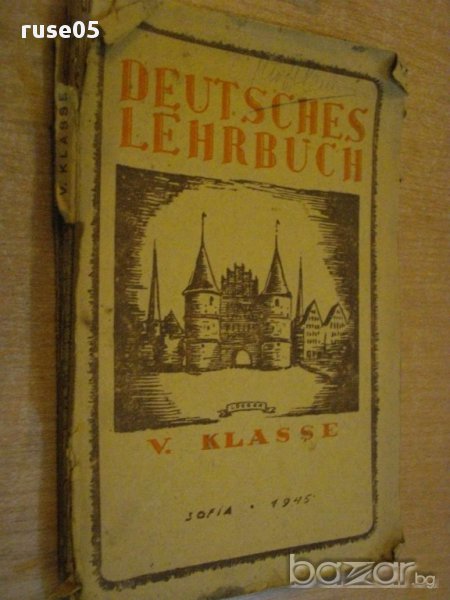 ruse05
DEUTSCHES
LEHRBUCH
V. KLASSE
V. KLASSE
SOFIA · 1945
bazar.bg